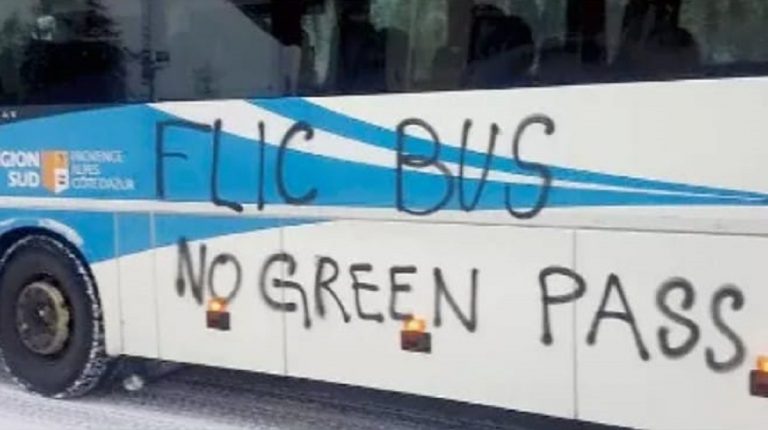 FLIC BUS
GION
SUD
PROVENCE
ALPES
CÔTE D'AZUR
NO GREEN PASS